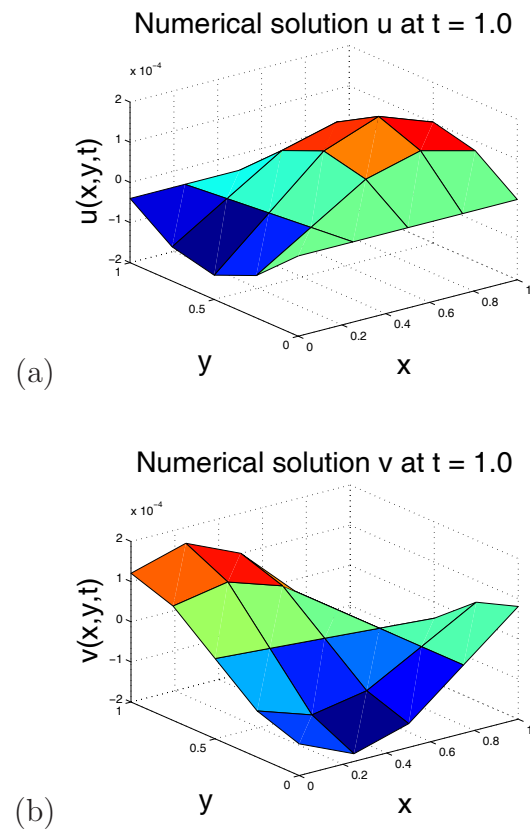 Numerical solution u at t = 1.0
x 10⁻⁴
2
1
0
−1
−2
u(x,y,t)
1
0.5
0
y
0
0.2
0.4
0.6
0.8
1
x
(a)
Numerical solution v at t = 1.0
x 10⁻⁴
2
1
0
−1
−2
v(x,y,t)
1
0.5
0
y
0
0.2
0.4
0.6
0.8
1
x
(b)